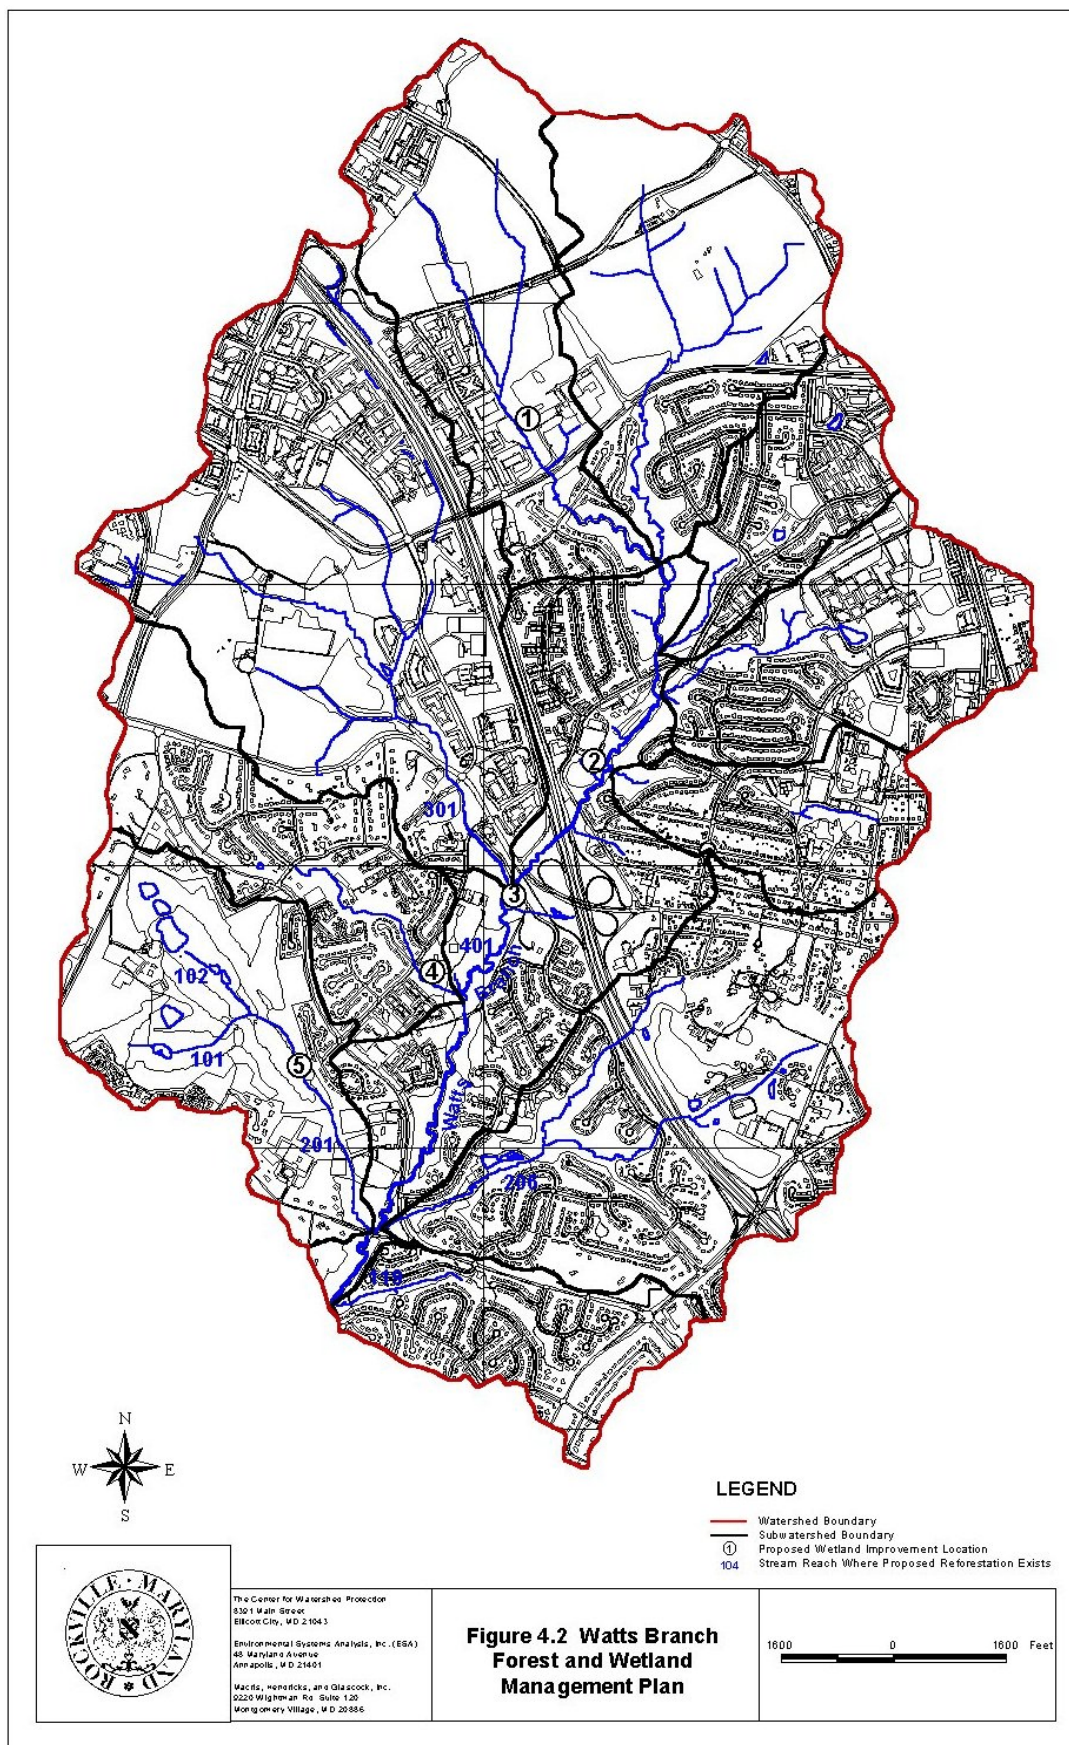 1
2
301
3
401
Branch
4
102
101
5
Watts
201
206
118
N
W E
S
LEGEND
Watershed Boundary
Subwatershed Boundary
1 Proposed Wetland Improvement Location
104 Stream Reach Where Proposed Reforestation Exists
ROCKVILLE • MARYLAND
The Center for Watershed Protection
8391 Main Street
Ellicott City, MD 21043
Environmental Systems Analysis, Inc. (ESA)
48 Maryland Avenue
Annapolis, MD 21401
Macris, Hendricks, and Glascock, Inc.
9220 Wightman Rd Suite 120
Montgomery Village, MD 20886
Figure 4.2 Watts Branch
Forest and Wetland
Management Plan
1600 0 1600 Feet